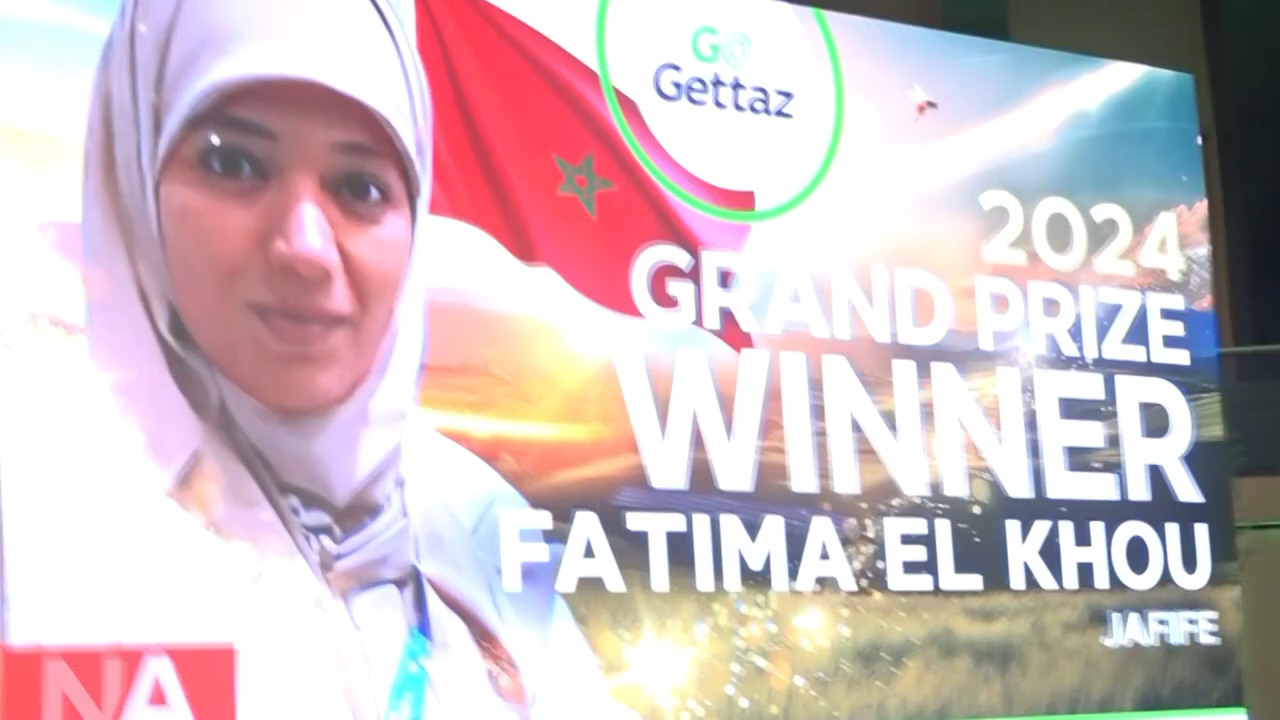 GO
Gettaz
2024
GRAND PRIZE
WINNER
FATIMA EL KHOU
JAFIFE
NA